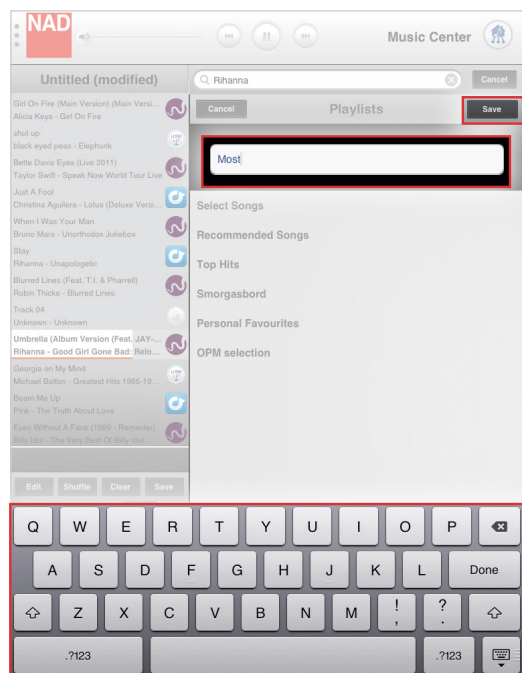 NAD
Music Center
Untitled (modified)
Rihanna
Cancel
Girl On Fire (Main Version) (Main Versi...
Alicia Keys - Girl On Fire
shut up
black eyed peas - Elephunk
Bette Davis Eyes (Live 2011)
Taylor Swift - Speak Now World Tour Live
Just A Fool
Christina Aguilera - Lotus (Deluxe Versi...
When I Was Your Man
Bruno Mars - Unorthodox Jukebox
Stay
Rihanna - Unapologetic
Blurred Lines (Feat. T.I. & Pharrell)
Robin Thicke - Blurred Lines
Track 04
Unknown - Unknown
Umbrella (Album Version (Feat. JAY-...
Rihanna - Good Girl Gone Bad: Relo...
Georgia on My Mind
Michael Bolton - Greatest Hits 1985-19...
Beam Me Up
P!nk - The Truth About Love
Eyes Without A Face (1999 - Remaster)
Billy Idol - The Very Best Of Billy Idol:...
Edit Shuffle Clear Save
Cancel Playlists Save
Most
Select Songs
Recommended Songs
Top Hits
Smorgasbord
Personal Favourites
OPM selection
Q W E R T Y U I O P
A S D F G H J K L Done
Z X C V B N M ! , ? .
.?123 .?123